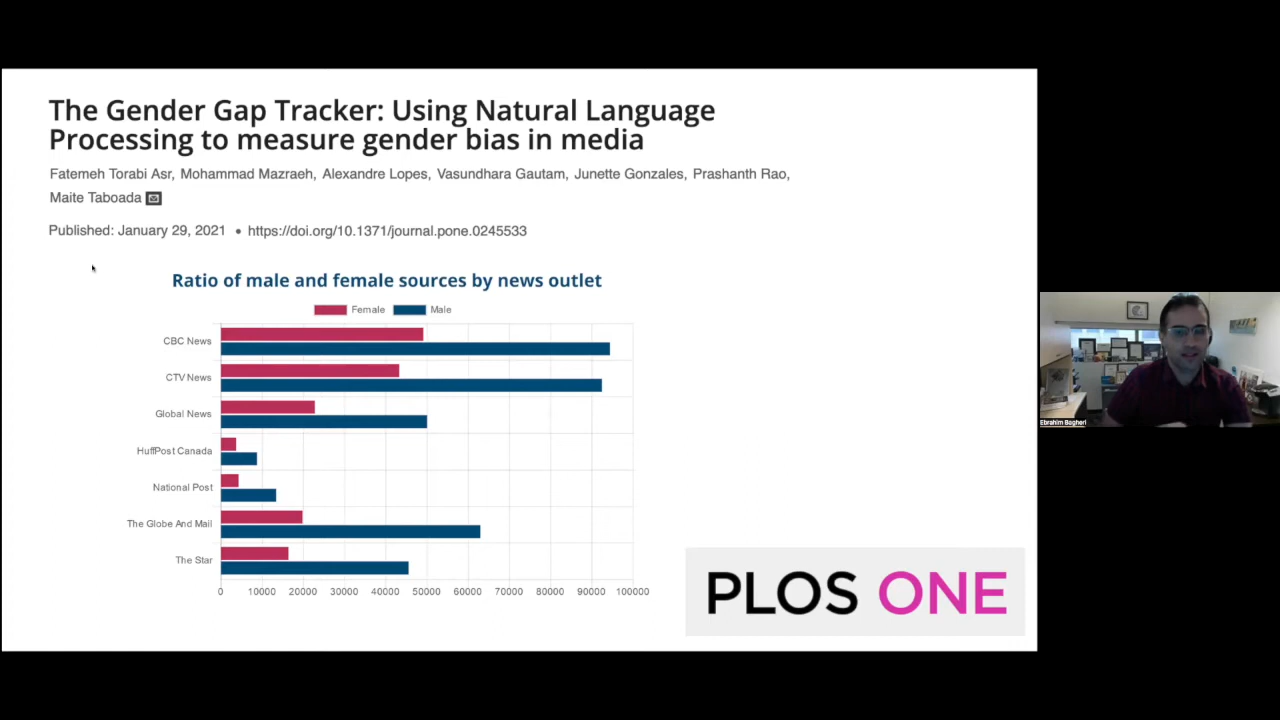 The Gender Gap Tracker: Using Natural Language
Processing to measure gender bias in media
Fatemeh Torabi Asr, Mohammad Mazraeh, Alexandre Lopes, Vasundhara Gautam, Junette Gonzales, Prashanth Rao,
Maite Taboada
Published: January 29, 2021 • https://doi.org/10.1371/journal.pone.0245533
Ratio of male and female sources by news outlet
Female Male
CBC News
CTV News
Global News
HuffPost Canada
National Post
The Globe And Mail
The Star
0 10000 20000 30000 40000 50000 60000 70000 80000 90000 100000
PLOS ONE
Ebrahim Bagheri